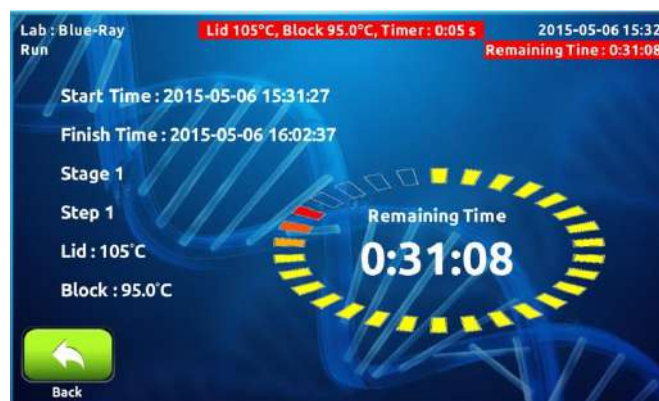 Lab : Blue-Ray
Lid 105°C, Block 95.0°C, Timer : 0:05 s
2015-05-06 15:32
Run
Remaining Tine : 0:31:08
Start Time : 2015-05-06 15:31:27
Finish Time : 2015-05-06 16:02:37
Stage 1
Step 1
Remaining Time
0:31:08
Lid : 105°C
Block : 95.0°C
Back